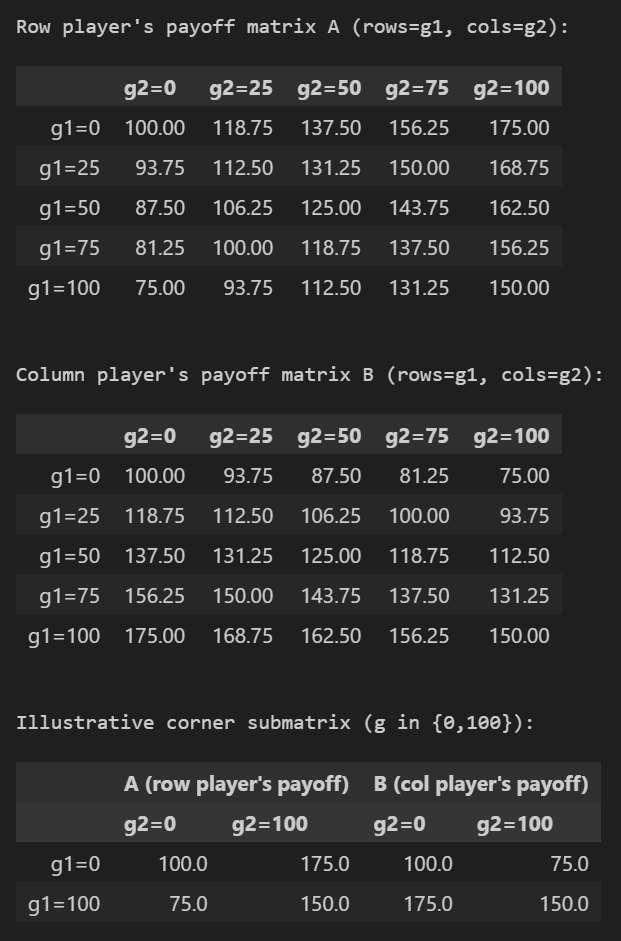 Row player's payoff matrix A (rows=g1, cols=g2):
g2=0 g2=25 g2=50 g2=75 g2=100
g1=0 100.00 118.75 137.50 156.25 175.00
g1=25 93.75 112.50 131.25 150.00 168.75
g1=50 87.50 106.25 125.00 143.75 162.50
g1=75 81.25 100.00 118.75 137.50 156.25
g1=100 75.00 93.75 112.50 131.25 150.00
Column player's payoff matrix B (rows=g1, cols=g2):
g2=0 g2=25 g2=50 g2=75 g2=100
g1=0 100.00 93.75 87.50 81.25 75.00
g1=25 118.75 112.50 106.25 100.00 93.75
g1=50 137.50 131.25 125.00 118.75 112.50
g1=75 156.25 150.00 143.75 137.50 131.25
g1=100 175.00 168.75 162.50 156.25 150.00
Illustrative corner submatrix (g in {0,100}):
A (row player's payoff) B (col player's payoff)
g2=0 g2=100 g2=0 g2=100
g1=0 100.0 175.0 100.0 75.0
g1=100 75.0 150.0 175.0 150.0